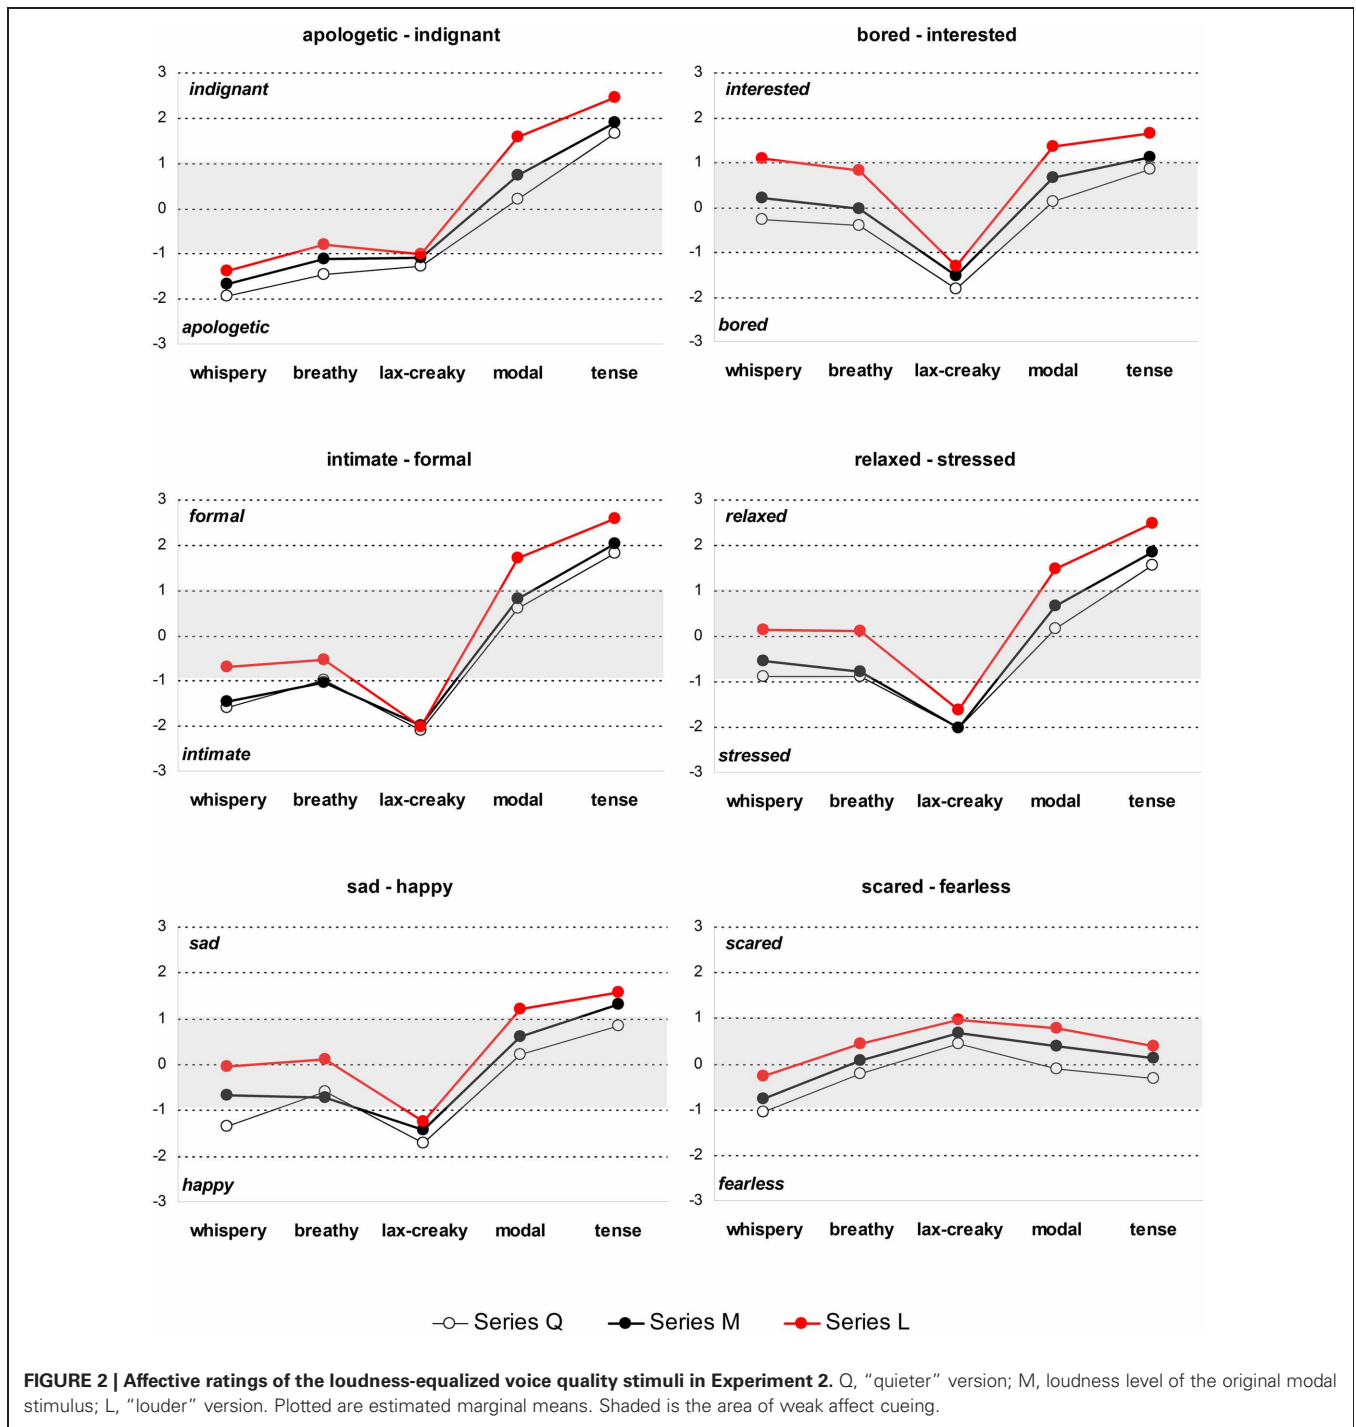 apologetic - indignant
3
indignant
2
1
0
-1
-2
apologetic
-3
whispery breathy lax-creaky modal tense
bored - interested
3
interested
2
1
0
-1
-2
bored
-3
whispery breathy lax-creaky modal tense
intimate - formal
3
formal
2
1
0
-1
-2
intimate
-3
whispery breathy lax-creaky modal tense
relaxed - stressed
3
relaxed
2
1
0
-1
-2
stressed
-3
whispery breathy lax-creaky modal tense
sad - happy
3
sad
2
1
0
-1
-2
happy
-3
whispery breathy lax-creaky modal tense
scared - fearless
3
scared
2
1
0
-1
-2
fearless
-3
whispery breathy lax-creaky modal tense
Series Q Series M Series L
FIGURE 2 | Affective ratings of the loudness-equalized voice quality stimuli in Experiment 2. Q, “quieter” version; M, loudness level of the original modal
stimulus; L, “louder” version. Plotted are estimated marginal means. Shaded is the area of weak affect cueing.